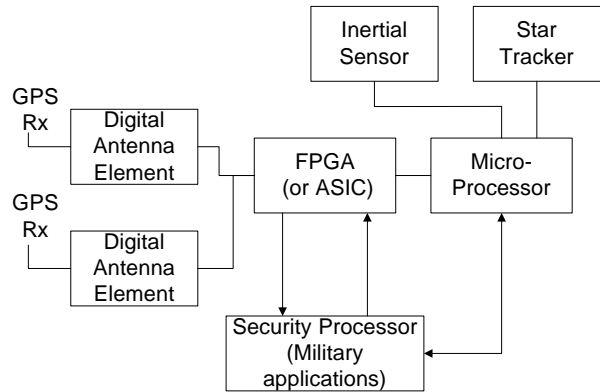 Inertial
Sensor
Star
Tracker
GPS
Rx
Digital
Antenna
Element
FPGA
(or ASIC)
Micro-
Processor
GPS
Rx
Digital
Antenna
Element
Security Processor
(Military
applications)